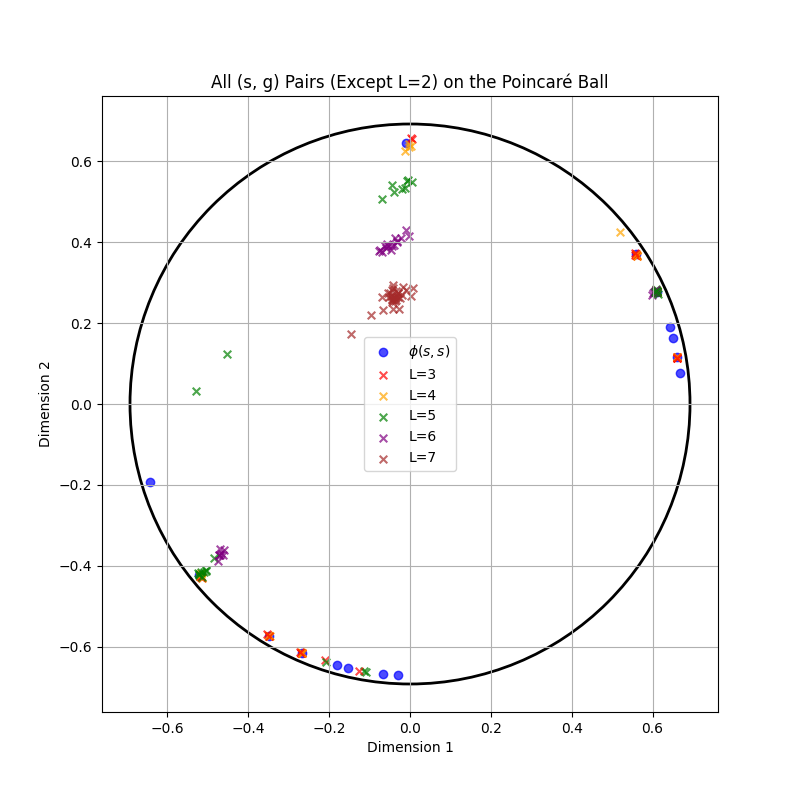 All (s, g) Pairs (Except L=2) on the Poincaré Ball
Dimension 2
0.6
0.4
0.2
0.0
−0.2
−0.4
−0.6
ϕ(s, s)
L=3
L=4
L=5
L=6
L=7
−0.6 −0.4 −0.2 0.0 0.2 0.4 0.6
Dimension 1